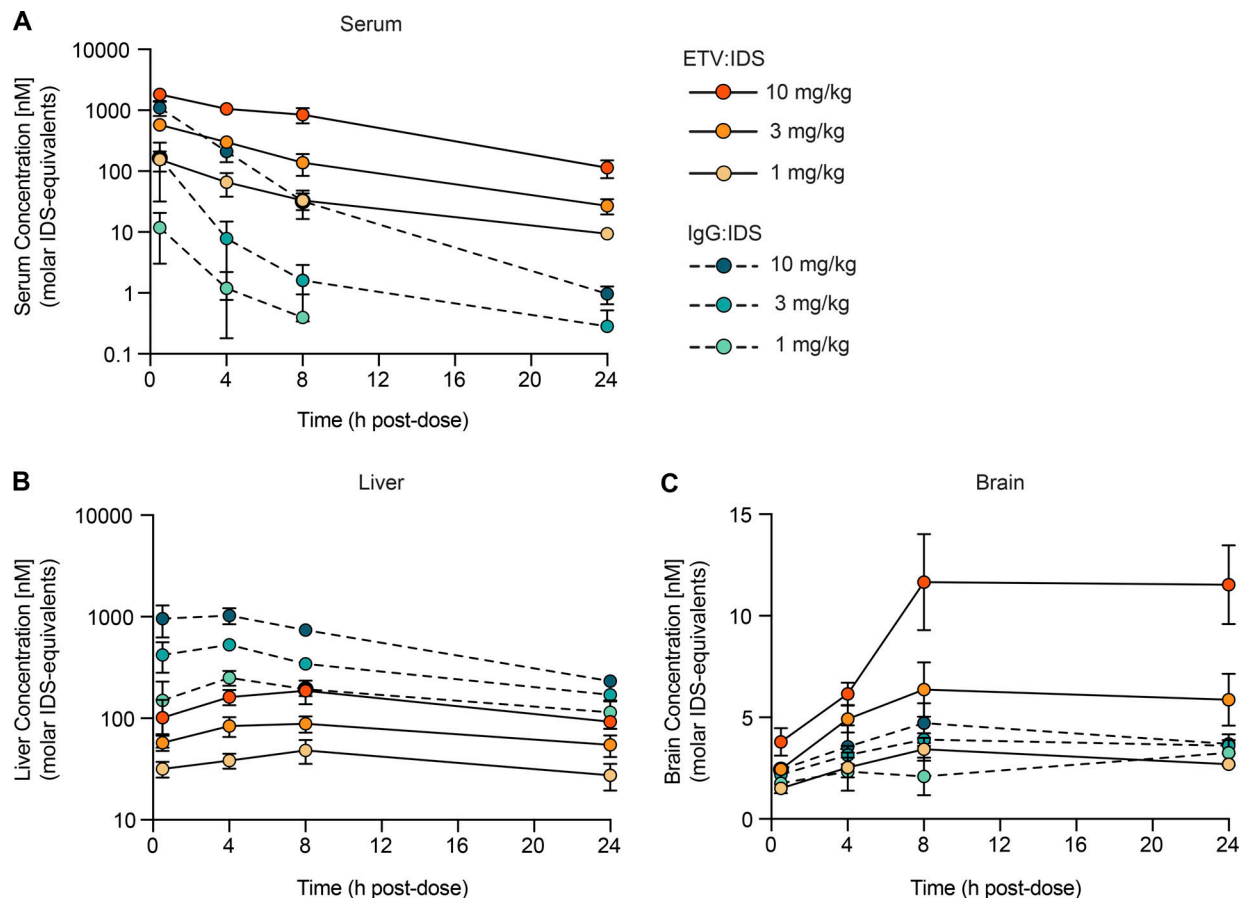 A
Serum
Serum Concentration [nM]
(molar IDS-equivalents)
10000
1000
100
10
1
0.1
0 4 8 12 16 20 24
Time (h post-dose)
ETV:IDS
10 mg/kg
3 mg/kg
1 mg/kg
IgG:IDS
10 mg/kg
3 mg/kg
1 mg/kg
B
Liver
Liver Concentration [nM]
(molar IDS-equivalents)
10000
1000
100
10
0 4 8 12 16 20 24
Time (h post-dose)
C
Brain
Brain Concentration [nM]
(molar IDS-equivalents)
15
10
5
0
0 4 8 12 16 20 24
Time (h post-dose)